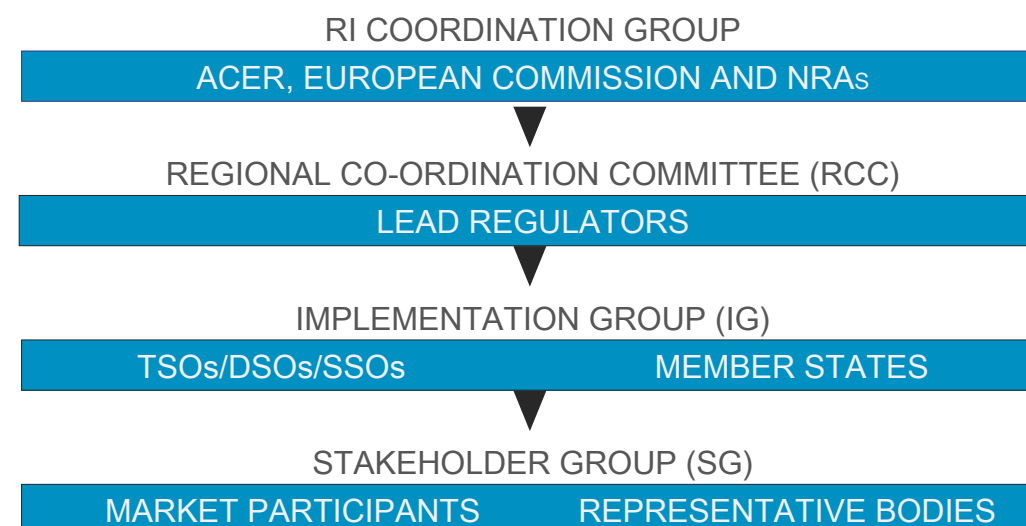 RI COORDINATION GROUP
ACER, EUROPEAN COMMISSION AND NRAs
REGIONAL CO-ORDINATION COMMITTEE (RCC)
LEAD REGULATORS
IMPLEMENTATION GROUP (IG)
TSOs/DSOs/SSOs MEMBER STATES
STAKEHOLDER GROUP (SG)
MARKET PARTICIPANTS REPRESENTATIVE BODIES